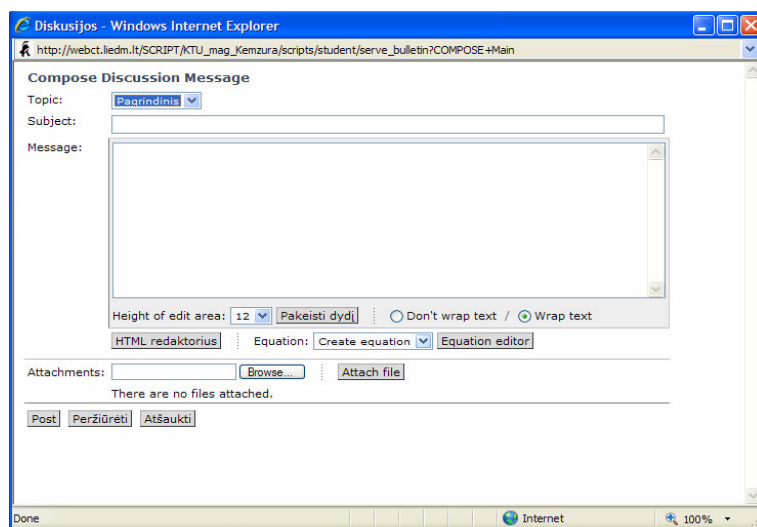 Diskusijos - Windows Internet Explorer
http://webct.liedm.lt/SCRIPT/KTU_mag_Kemzura/scripts/student/serve_bulletin?COMPOSE+Main
Compose Discussion Message
Topic: Pagrindinis
Subject:
Message:
Height of edit area: 12 Pakeisti dydį Don't wrap text / Wrap text
HTML redaktorius Equation: Create equation Equation editor
Attachments: Browse... Attach file
There are no files attached.
Post Peržiūrėti Atšaukti
Done Internet 100%